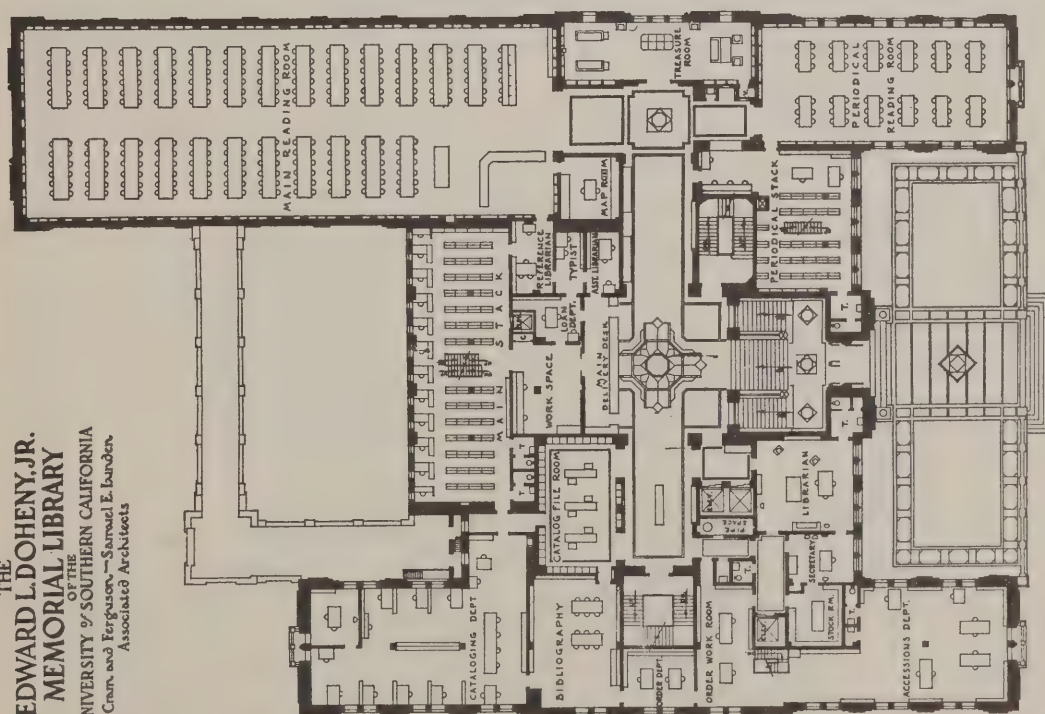 THE
EDWARD L. DOHENY, JR.
MEMORIAL LIBRARY
OF THE
NIVERSITY of SOUTHERN CALIFORNIA
Cram and Ferguson—Samuel E. Lunden
Associated Architects
MAIN READING ROOM
TREASURE
ROOM
PERIODICAL
READING ROOM
MAP ROOM
PERIODICAL STACK
REFERENCE
LIBRARIAN
TYPIST
ASST. LIBRARIAN
LOAN
DEPT.
MAIN STACK
WORK SPACE
MAIN
DELIVERY DESK
T.
T.
T.
T.
CATALOG FILE ROOM
ELEV.
PIPE
SPACE
LIBRARIAN
SECRETARY
T.
STOCK RM.
T.
ELEV.
CATALOGING DEPT
BIBLIOGRAPHY
ORDER DEPT.
ORDER WORK ROOM
ACCESSIONS DEPT.